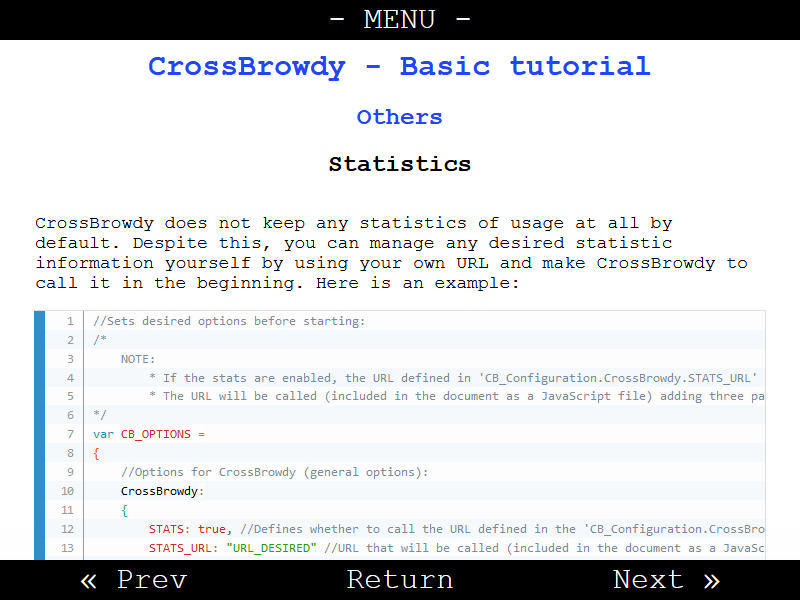 - MENU -
CrossBrowdy - Basic tutorial
Others
Statistics
CrossBrowdy does not keep any statistics of usage at all by
default. Despite this, you can manage any desired statistic
information yourself by using your own URL and make CrossBrowdy to
call it in the beginning. Here is an example:
1 //Sets desired options before starting:
2 /*
3 NOTE:
4 * If the stats are enabled, the URL defined in 'CB_Configuration.CrossBrowdy.STATS_URL'
5 * The URL will be called (included in the document as a JavaScript file) adding three pa
6 */
7 var CB_OPTIONS =
8 {
9 //Options for CrossBrowdy (general options):
10 CrossBrowdy:
11 {
12 STATS: true, //Defines whether to call the URL defined in the 'CB_Configuration.CrossBro
13 STATS_URL: "URL_DESIRED" //URL that will be called (included in the document as a JavaSc
« Prev Return Next »